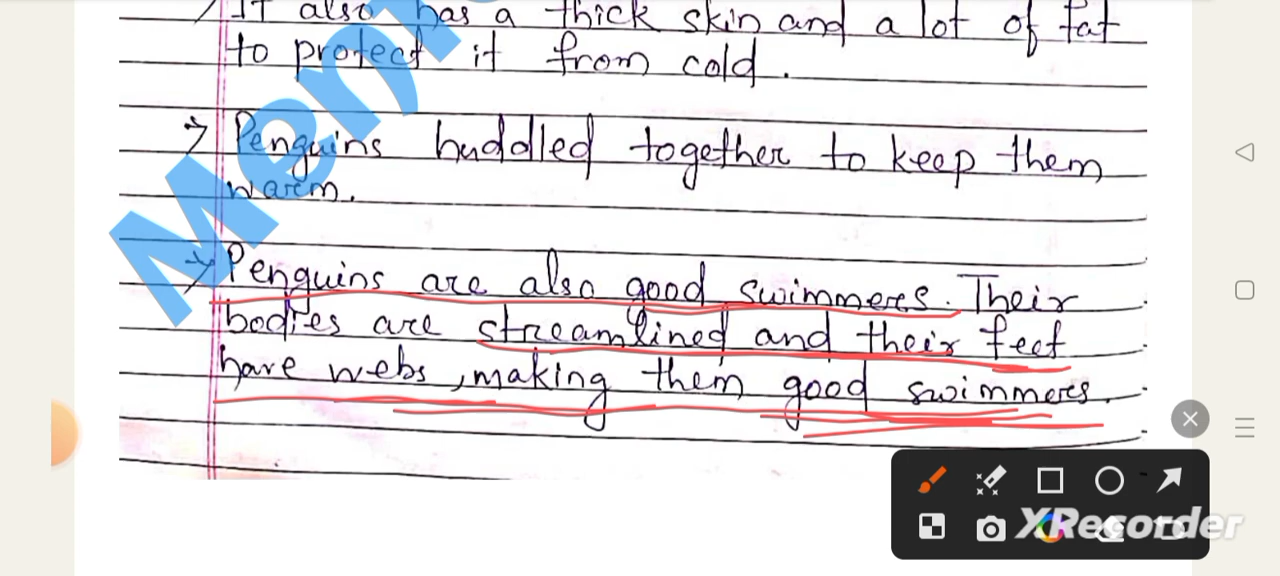 It also has a thick skin and a lot of fat
to protect it from cold.
→ Penguins huddled together to keep them
warm.
→ Penguins are also good swimmers. Their
bodies are streamlined and their feet
have webs, making them good swimmers.
XRecorder